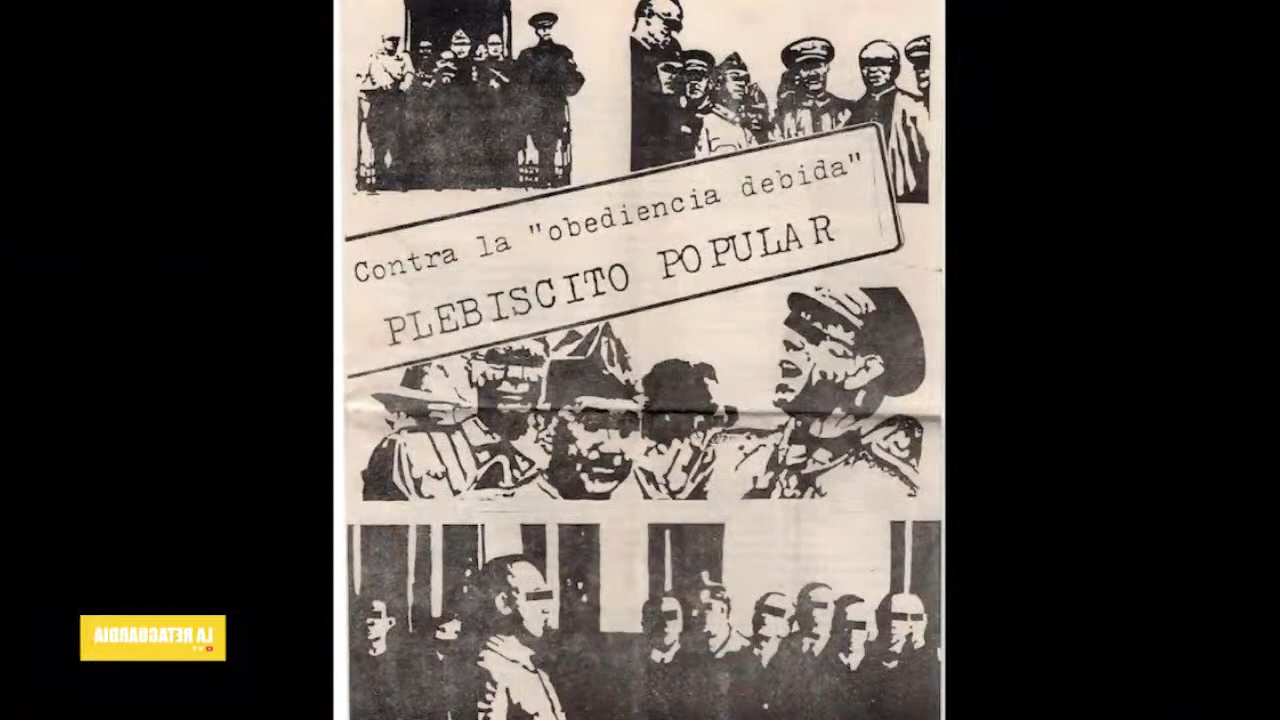 Contra la "obediencia debida"
PLEBISCITO POPULAR
LA RETAGUARDIA